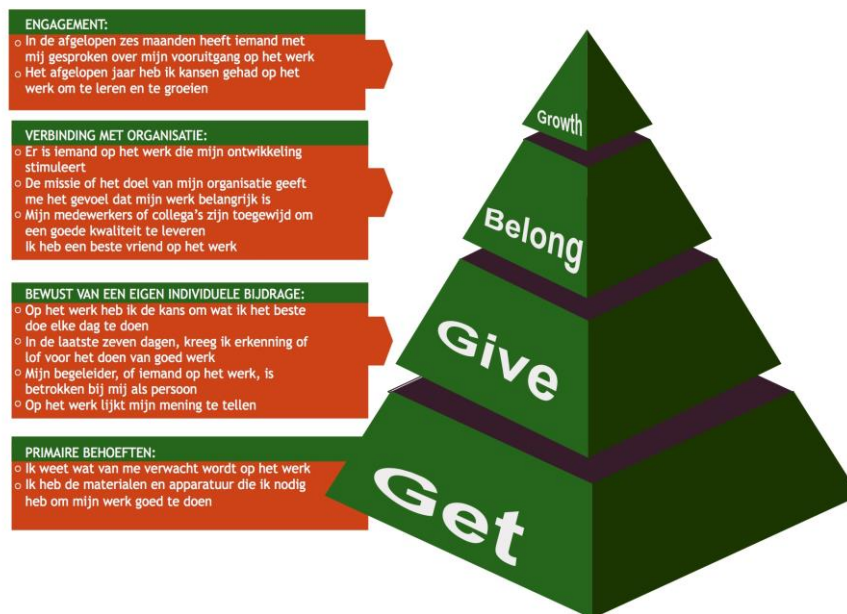 ENGAGEMENT:
In de afgelopen zes maanden heeft iemand met
mij gesproken over mijn vooruitgang op het werk
Het afgelopen jaar heb ik kansen gehad op het
werk om te leren en te groeien
VERBINDING MET ORGANISATIE:
Er is iemand op het werk die mijn ontwikkeling
stimuleert
De missie of het doel van mijn organisatie geeft
me het gevoel dat mijn werk belangrijk is
Mijn medewerkers of collega's zijn toegewijd om
een goede kwaliteit te leveren
Ik heb een beste vriend op het werk
BEWUST VAN EEN EIGEN INDIVIDUELE BIJDRAGE:
Op het werk heb ik de kans om wat ik het beste
doe elke dag te doen
In de laatste zeven dagen, kreeg ik erkenning of
lof voor het doen van goed werk
Mijn begeleider, of iemand op het werk, is
betrokken bij mij als persoon
Op het werk lijkt mijn mening te tellen
PRIMAIRE BEHOEFTEN:
Ik weet wat van me verwacht wordt op het werk
Ik heb de materialen en apparatuur die ik nodig
heb om mijn werk goed te doen
Growth
Belong
Give
Get